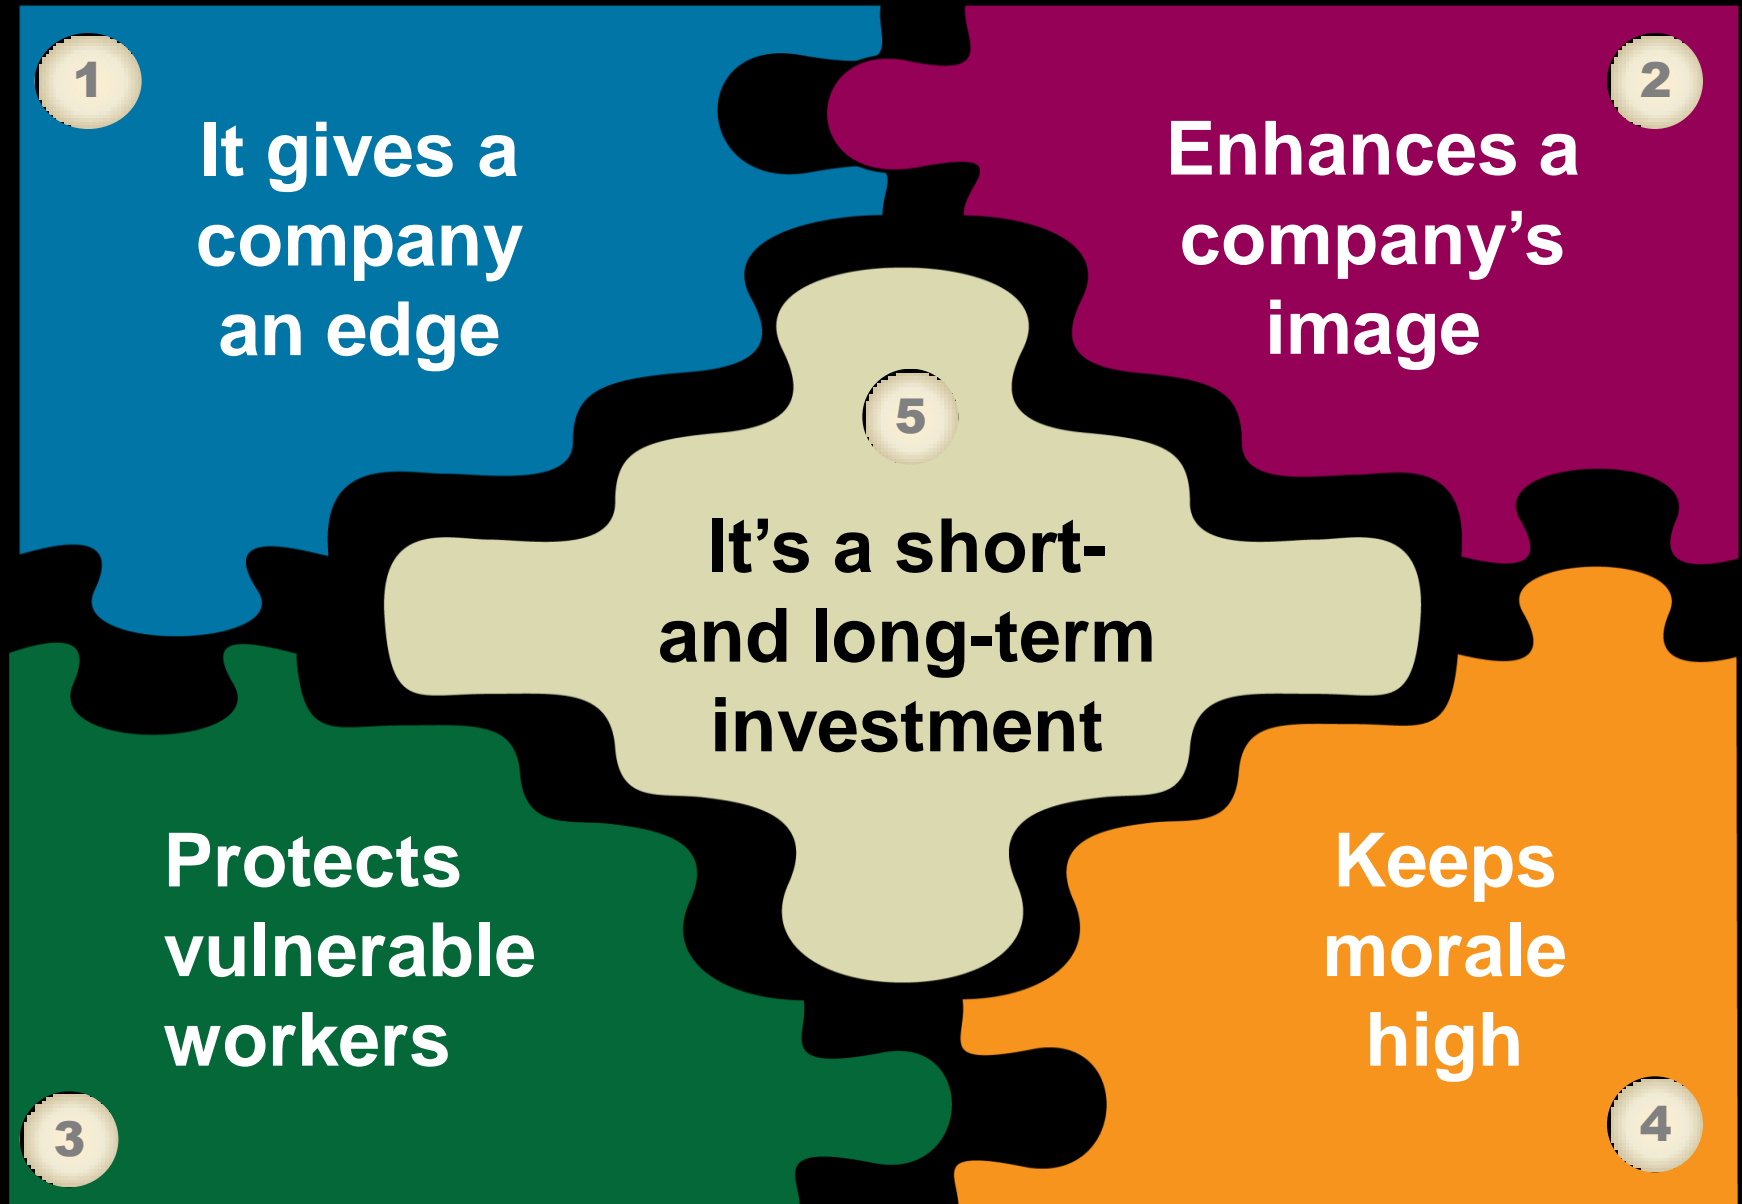 1
It gives a
company
an edge
2
Enhances a
company’s
image
3
Protects
vulnerable
workers
4
Keeps
morale
high
5
It’s a short-
and long-term
investment